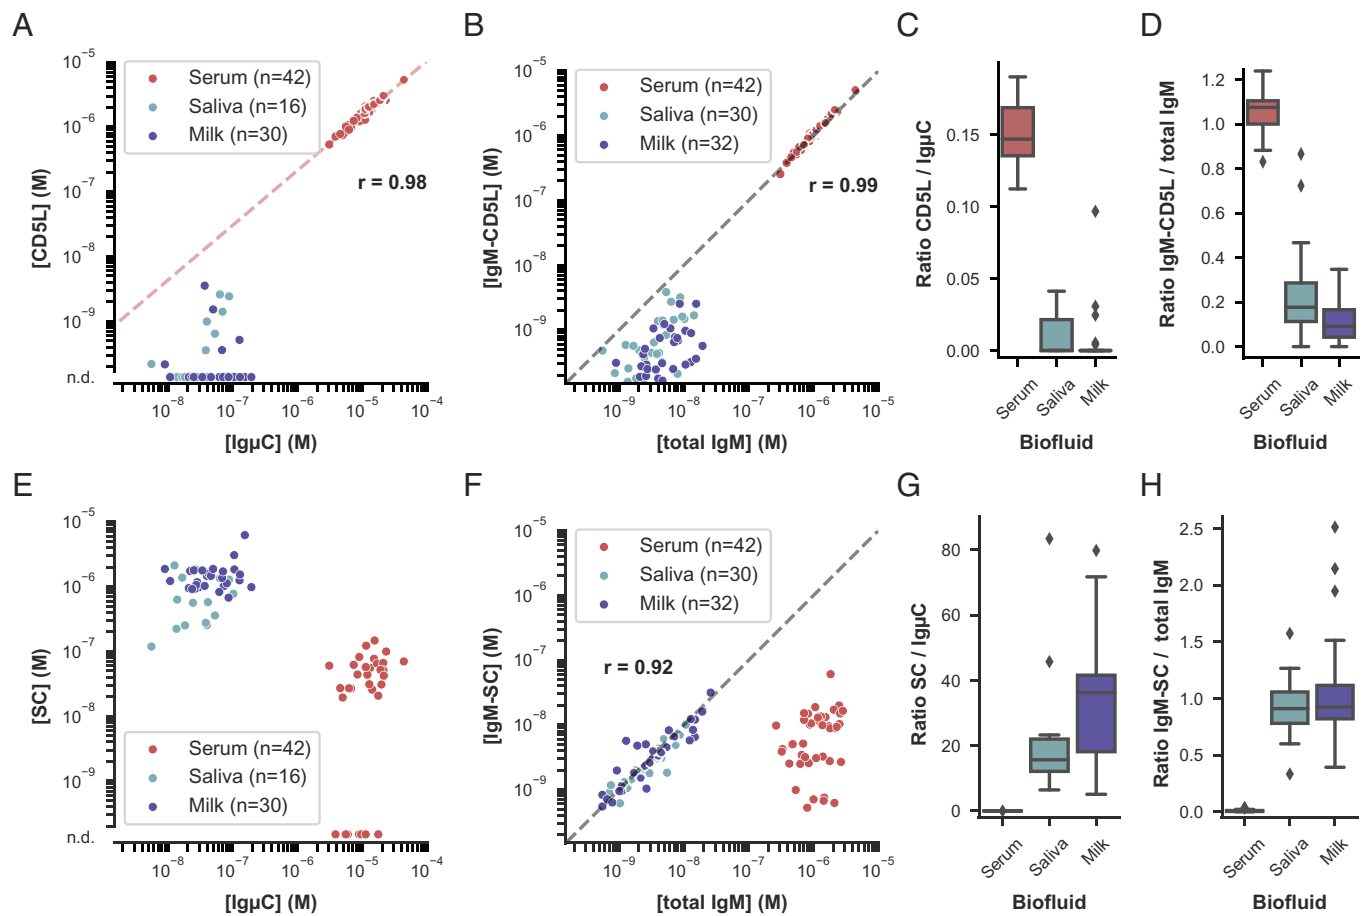 A
10⁻⁵
10⁻⁶
10⁻⁷
10⁻⁸
10⁻⁹
n.d.
[CD5L] (M)
Serum (n=42)
Saliva (n=16)
Milk (n=30)
r = 0.98
10⁻⁸
10⁻⁷
10⁻⁶
10⁻⁵
10⁻⁴
[IgμC] (M)
B
10⁻⁵
10⁻⁶
10⁻⁷
10⁻⁸
10⁻⁹
[IgM-CD5L] (M)
Serum (n=42)
Saliva (n=30)
Milk (n=32)
r = 0.99
10⁻⁹
10⁻⁸
10⁻⁷
10⁻⁶
10⁻⁵
[total IgM] (M)
C
0.15
0.10
0.05
0.00
Ratio CD5L / IgμC
Serum
Saliva
Milk
Biofluid
D
1.2
1.0
0.8
0.6
0.4
0.2
0.0
Ratio IgM-CD5L / total IgM
Serum
Saliva
Milk
Biofluid
E
10⁻⁵
10⁻⁶
10⁻⁷
10⁻⁸
10⁻⁹
n.d.
[SC] (M)
Serum (n=42)
Saliva (n=16)
Milk (n=30)
10⁻⁸
10⁻⁷
10⁻⁶
10⁻⁵
10⁻⁴
[IgμC] (M)
F
10⁻⁵
10⁻⁶
10⁻⁷
10⁻⁸
10⁻⁹
[IgM-SC] (M)
Serum (n=42)
Saliva (n=30)
Milk (n=32)
r = 0.92
10⁻⁹
10⁻⁸
10⁻⁷
10⁻⁶
10⁻⁵
[total IgM] (M)
G
80
60
40
20
0
Ratio SC / IgμC
Serum
Saliva
Milk
Biofluid
H
2.5
2.0
1.5
1.0
0.5
0.0
Ratio IgM-SC / total IgM
Serum
Saliva
Milk
Biofluid